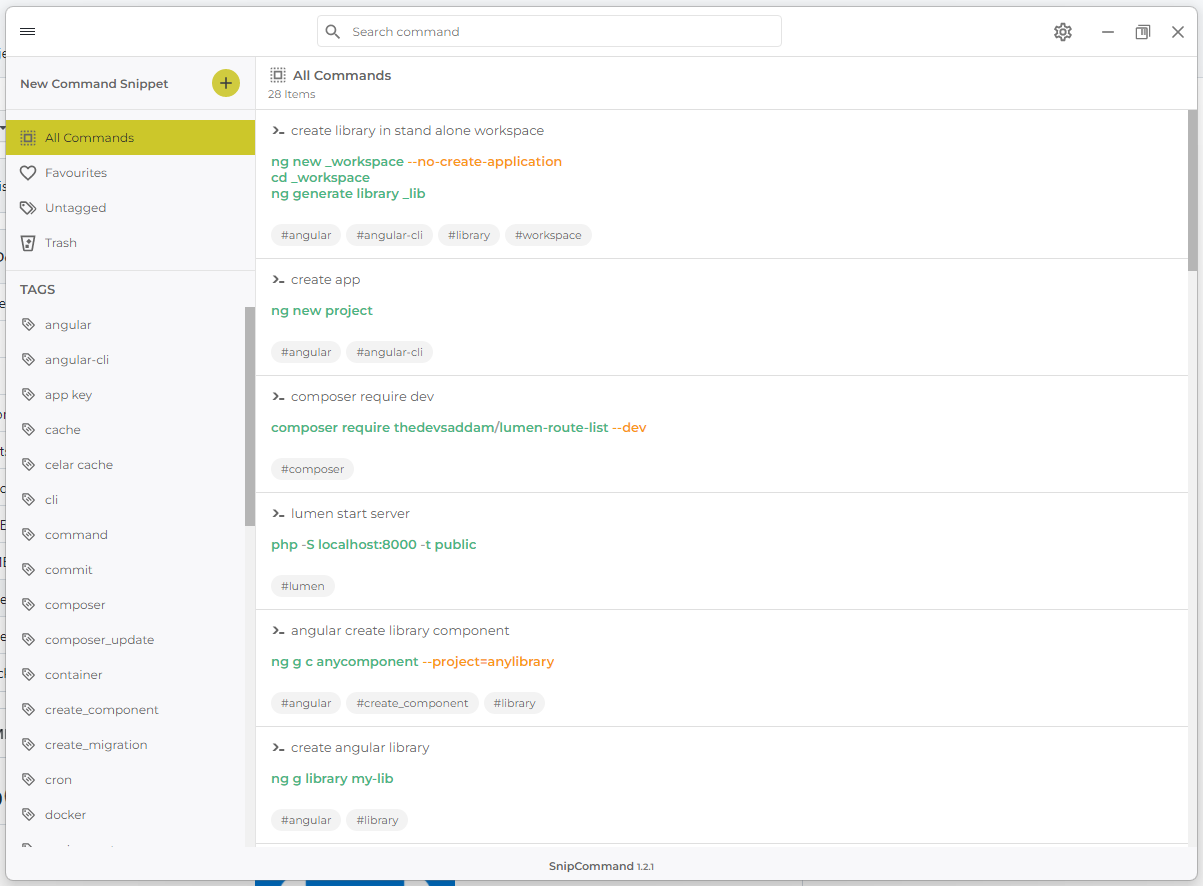 Search command
New Command Snippet
All Commands
Favourites
Untagged
Trash
TAGS
angular
angular-cli
app key
cache
celar cache
cli
command
commit
composer
composer_update
container
create_component
create_migration
cron
docker
All Commands
28 Items
create library in stand alone workspace
ng new _workspace --no-create-application
cd _workspace
ng generate library _lib
#angular #angular-cli #library #workspace
create app
ng new project
#angular #angular-cli
composer require dev
composer require thedevsaddam/lumen-route-list --dev
#composer
lumen start server
php -S localhost:8000 -t public
#lumen
angular create library component
ng g c anycomponent --project=anylibrary
#angular #create_component #library
create angular library
ng g library my-lib
#angular #library
SnipCommand 1.2.1